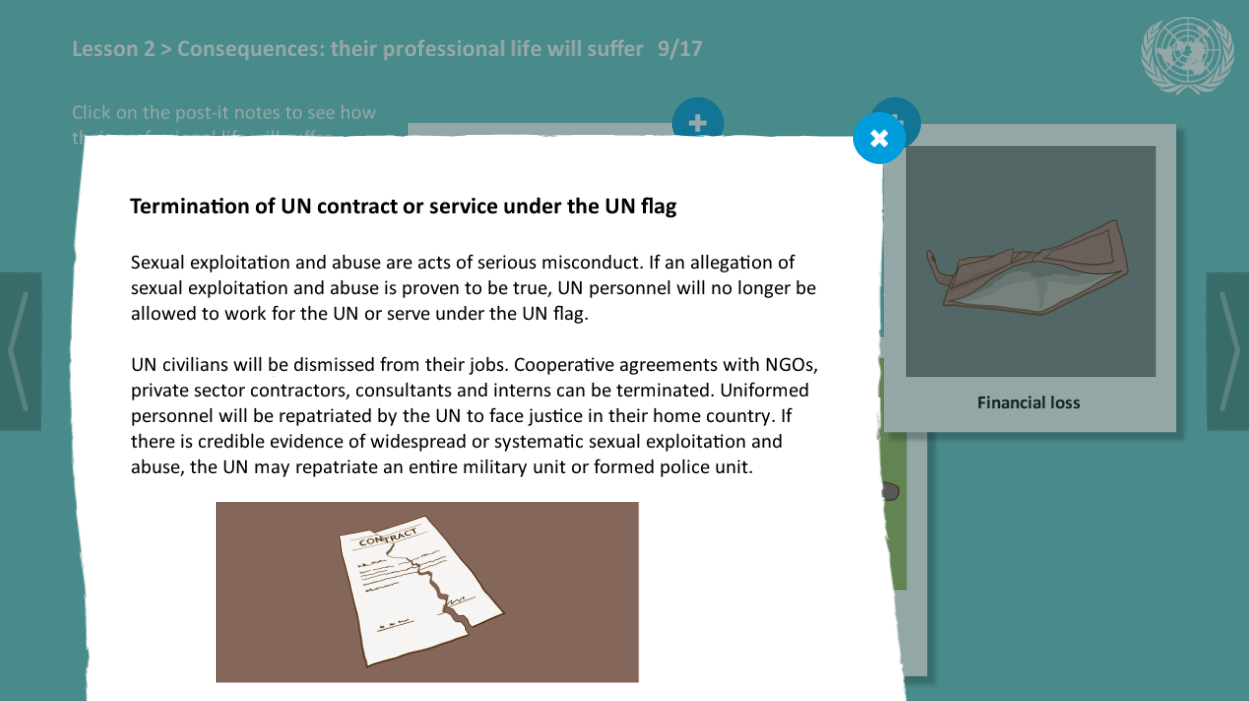 Lesson 2 > Consequences: their professional life will suffer 9/17
Click on the post-it notes to see how
their professional life will suffer
Termination of UN contract or service under the UN flag
Sexual exploitation and abuse are acts of serious misconduct. If an allegation of
sexual exploitation and abuse is proven to be true, UN personnel will no longer be
allowed to work for the UN or serve under the UN flag.
UN civilians will be dismissed from their jobs. Cooperative agreements with NGOs,
private sector contractors, consultants and interns can be terminated. Uniformed
personnel will be repatriated by the UN to face justice in their home country. If
there is credible evidence of widespread or systematic sexual exploitation and
abuse, the UN may repatriate an entire military unit or formed police unit.
CONTRACT
Financial loss